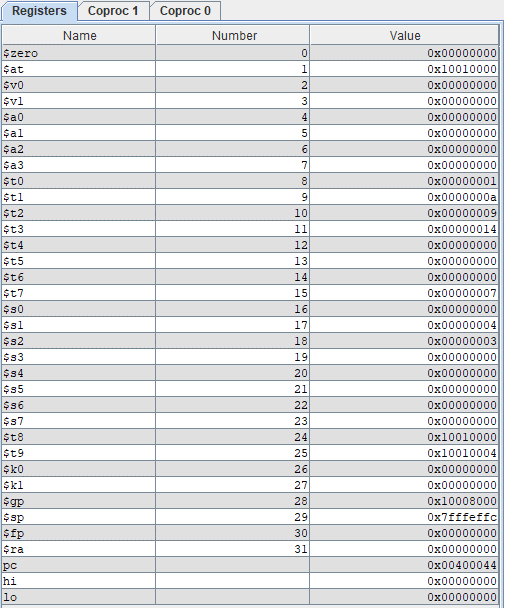 Registers Coproc 1 Coproc 0
Name Number Value
$zero 0 0x00000000
$at 1 0x10010000
$v0 2 0x00000000
$v1 3 0x00000000
$a0 4 0x00000000
$a1 5 0x00000000
$a2 6 0x00000000
$a3 7 0x00000000
$t0 8 0x00000001
$t1 9 0x0000000a
$t2 10 0x00000009
$t3 11 0x00000014
$t4 12 0x00000000
$t5 13 0x00000000
$t6 14 0x00000000
$t7 15 0x00000007
$s0 16 0x00000000
$s1 17 0x00000004
$s2 18 0x00000003
$s3 19 0x00000000
$s4 20 0x00000000
$s5 21 0x00000000
$s6 22 0x00000000
$s7 23 0x00000000
$t8 24 0x10010000
$t9 25 0x10010004
$k0 26 0x00000000
$k1 27 0x00000000
$gp 28 0x10008000
$sp 29 0x7fffeffc
$fp 30 0x00000000
$ra 31 0x00000000
pc 0x00400044
hi 0x00000000
lo 0x00000000